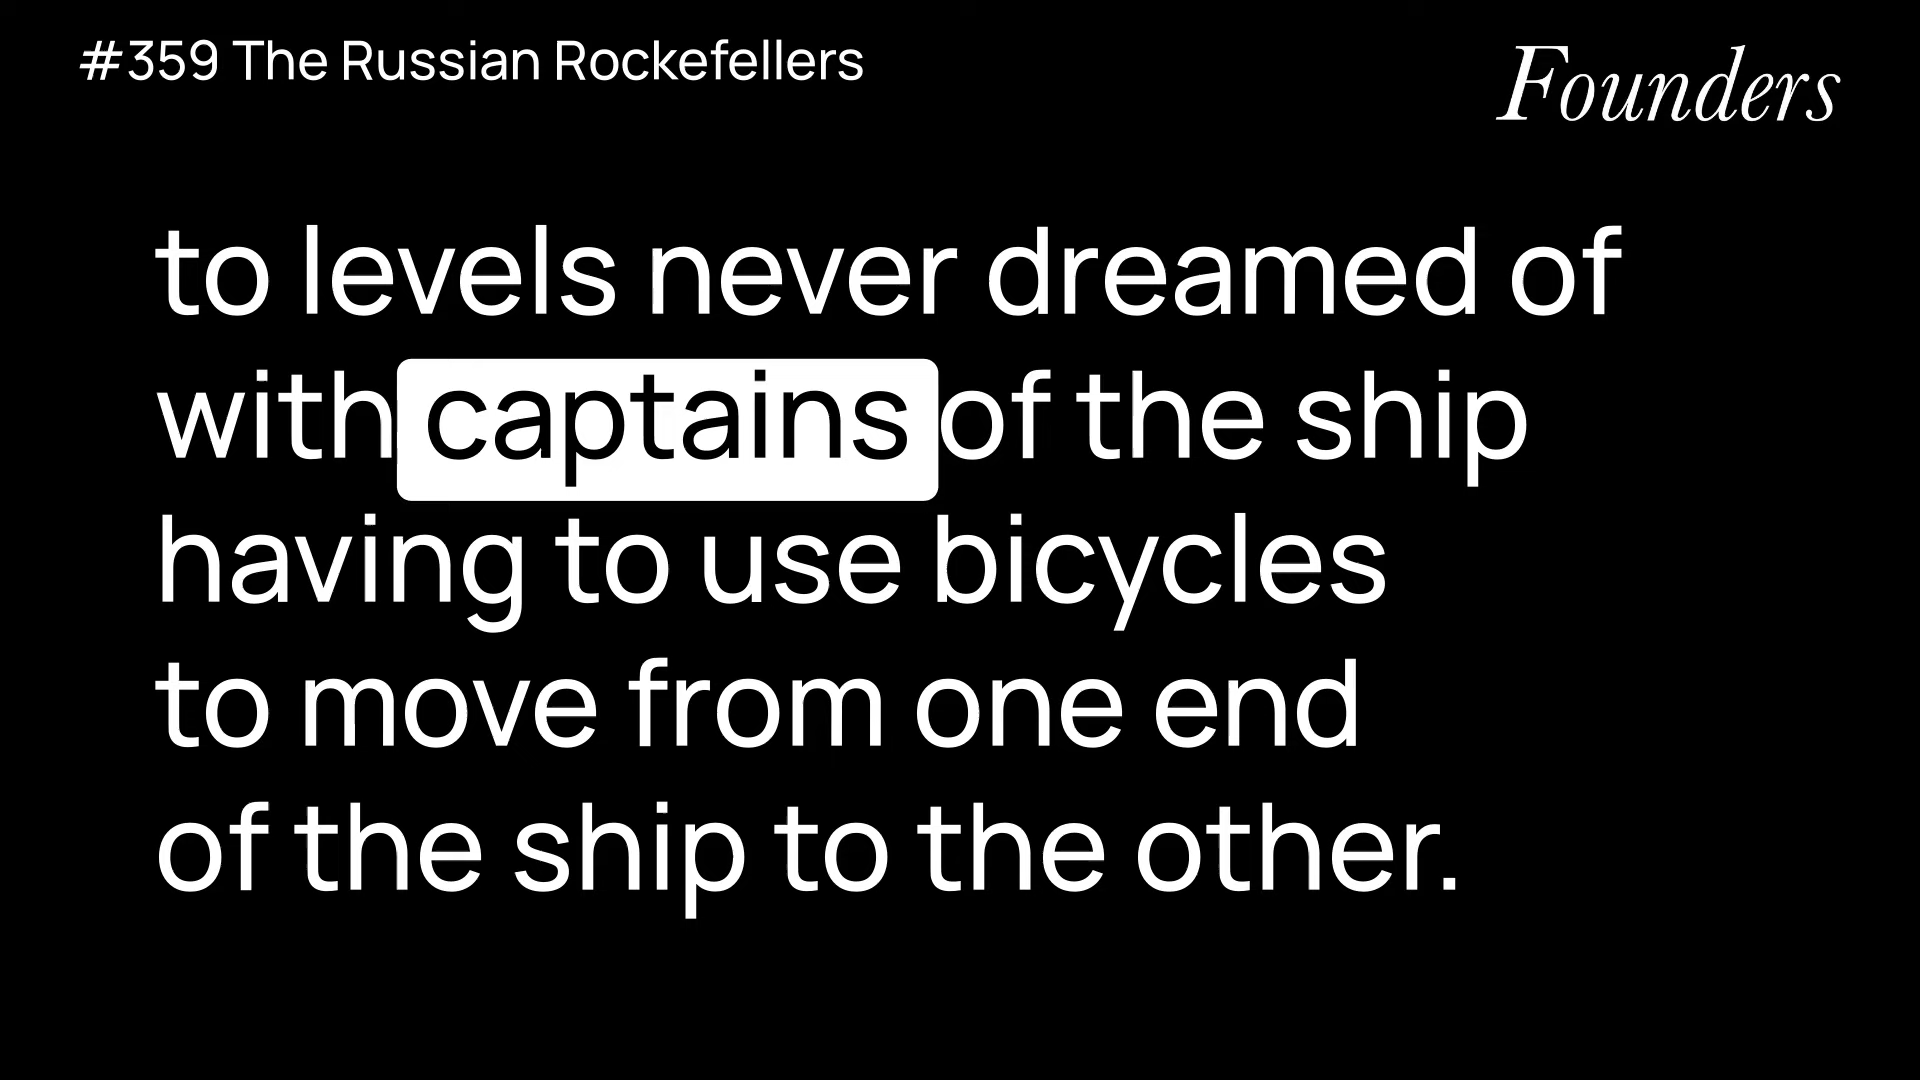 #359 The Russian Rockefellers
Founders
to levels never dreamed of
with captains of the ship
having to use bicycles
to move from one end
of the ship to the other.